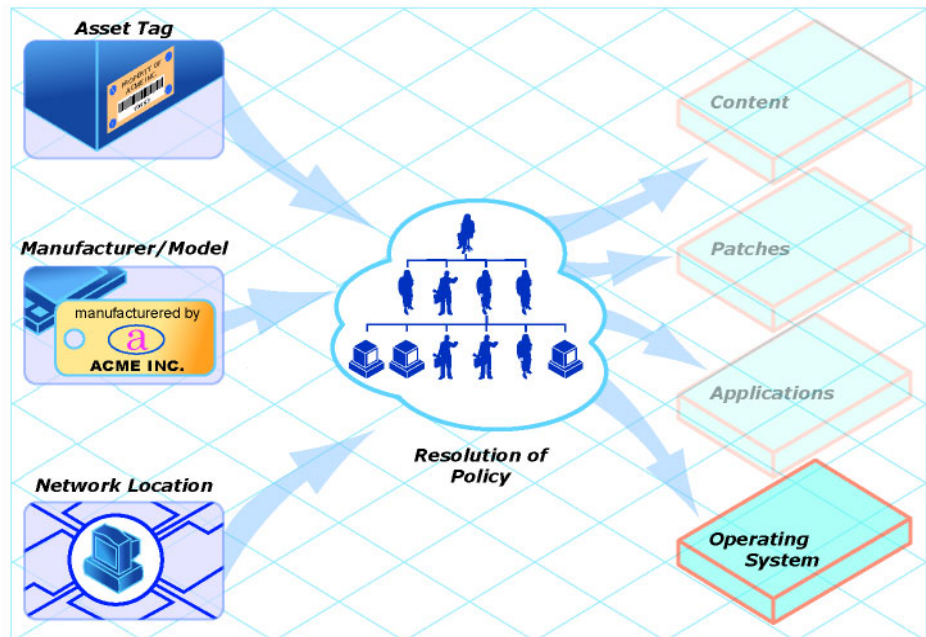 Asset Tag
PROPERTY OF
ACME INC.
Manufacturer/Model
manufacturered by
a
ACME INC.
Network Location
Resolution of
Policy
Content
Patches
Applications
Operating
System